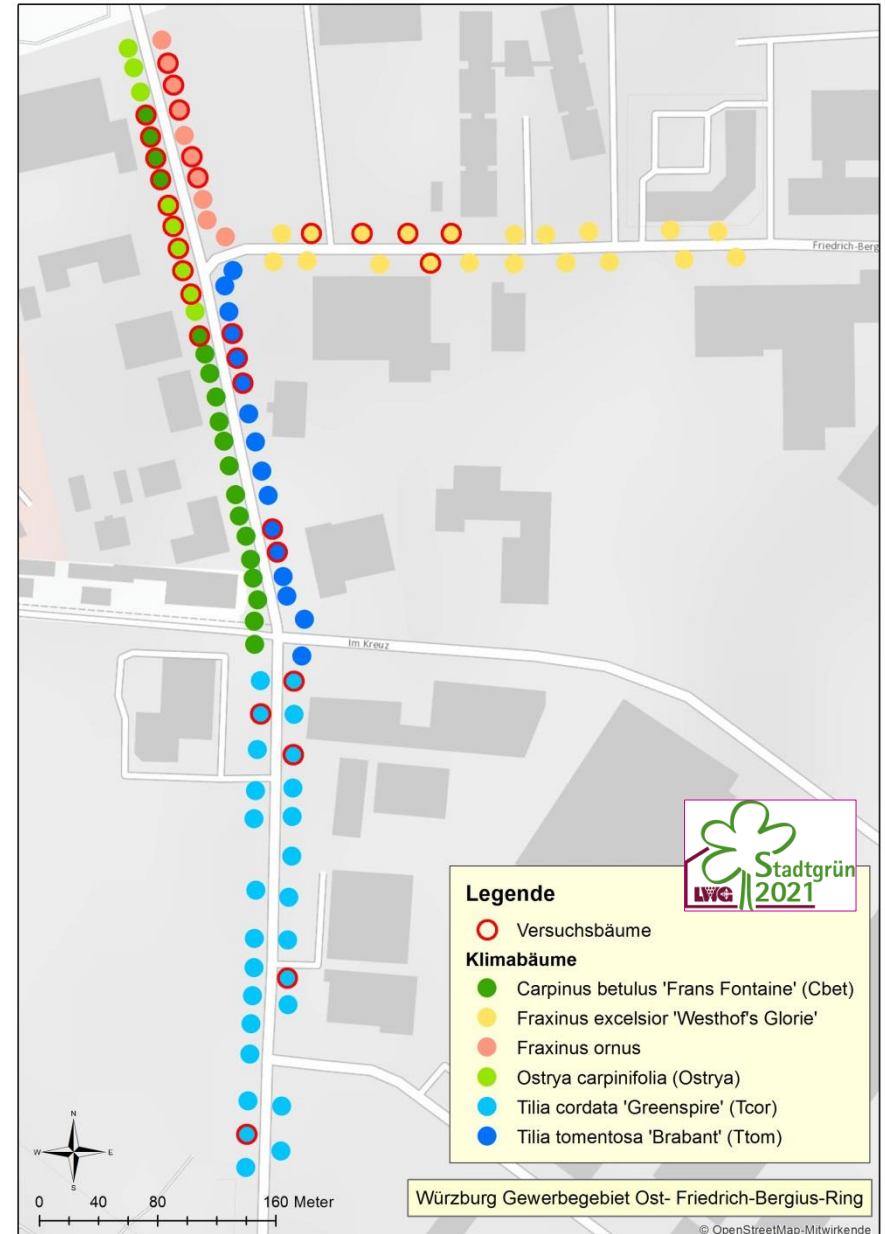 Friedrich-Berg
Im Kreuz
Stadtgrün
LWG 2021
Legende
Versuchsbäume
Klimabäume
Carpinus betulus 'Frans Fontaine' (Cbet)
Fraxinus excelsior 'Westhof's Glorie'
Fraxinus ornus
Ostrya carpinifolia (Ostrya)
Tilia cordata 'Greenspire' (Tcor)
Tilia tomentosa 'Brabant' (Ttom)
N
W E
S
0 80 160 Meter
Würzburg Gewerbegebiet Ost- Friedrich-Bergius-Ring
© OpenStreetMap-Mitwirkende